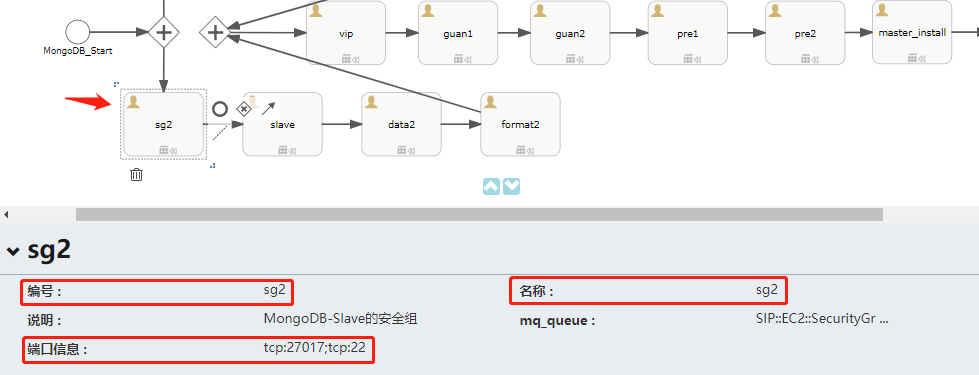 vip
guan1
guan2
pre1
pre2
master_install
MongoDB_Start
sg2
slave
data2
format2
sg2
编号： sg2
名称： sg2
说明： MongoDB-Slave的安全组
mq_queue： SIP::EC2::SecurityGr ...
端口信息： tcp:27017;tcp:22